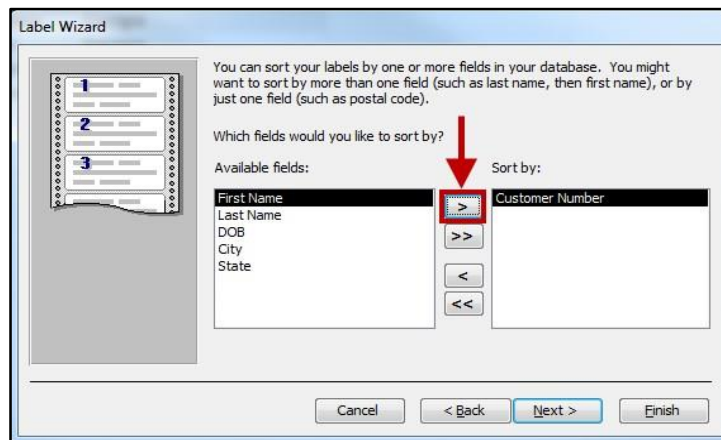 Label Wizard
You can sort your labels by one or more fields in your database. You might
want to sort by more than one field (such as last name, then first name), or by
just one field (such as postal code).
1
2
3
Which fields would you like to sort by?
Available fields:
Sort by:
First Name
Last Name
DOB
City
State
>
>>
<
<<
Customer Number
Cancel
< Back
Next >
Finish